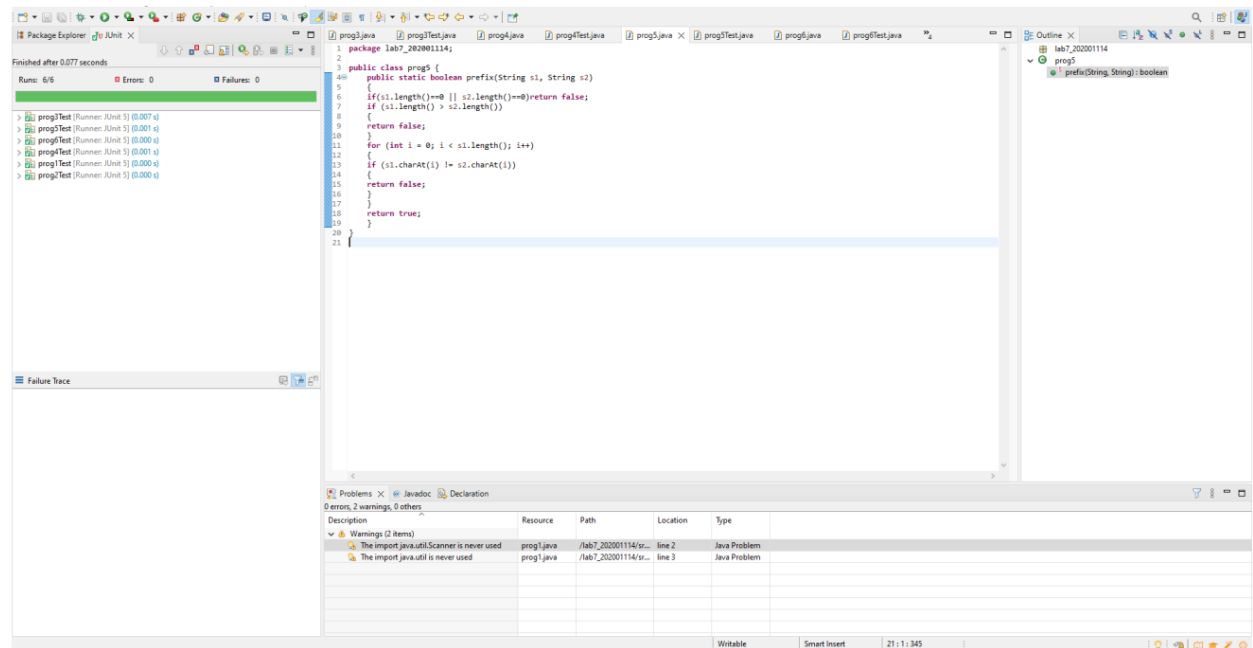 Package Explorer JUnit
Finished after 0.077 seconds
Runs: 6/6 Errors: 0 Failures: 0
prog3Test [Runner: JUnit 5] (0.007 s)
prog5Test [Runner: JUnit 5] (0.001 s)
prog6Test [Runner: JUnit 5] (0.000 s)
prog4Test [Runner: JUnit 5] (0.001 s)
prog1Test [Runner: JUnit 5] (0.000 s)
prog2Test [Runner: JUnit 5] (0.000 s)
Failure Trace
prog3.java prog3Test.java prog4.java prog4Test.java prog5.java prog5Test.java prog6.java prog6Test.java
1 package lab7_202001114;
2
3 public class prog5 {
4 public static boolean prefix(String s1, String s2)
5 {
6 if(s1.length()==0 || s2.length()==0)return false;
7 if (s1.length() > s2.length())
8 {
9 return false;
10 }
11 for (int i = 0; i < s1.length(); i++)
12 {
13 if (s1.charAt(i) != s2.charAt(i))
14 {
15 return false;
16 }
17 }
18 return true;
19 }
20 }
21
Outline
lab7_202001114
prog5
prefix(String, String) : boolean
Problems Javadoc Declaration
0 errors, 2 warnings, 0 others
Description Resource Path Location Type
Warnings (2 items)
The import java.util.Scanner is never used prog1.java /lab7_202001114/sr... line 2 Java Problem
The import java.util is never used prog1.java /lab7_202001114/sr... line 3 Java Problem
Writable Smart Insert 21 : 1 : 345